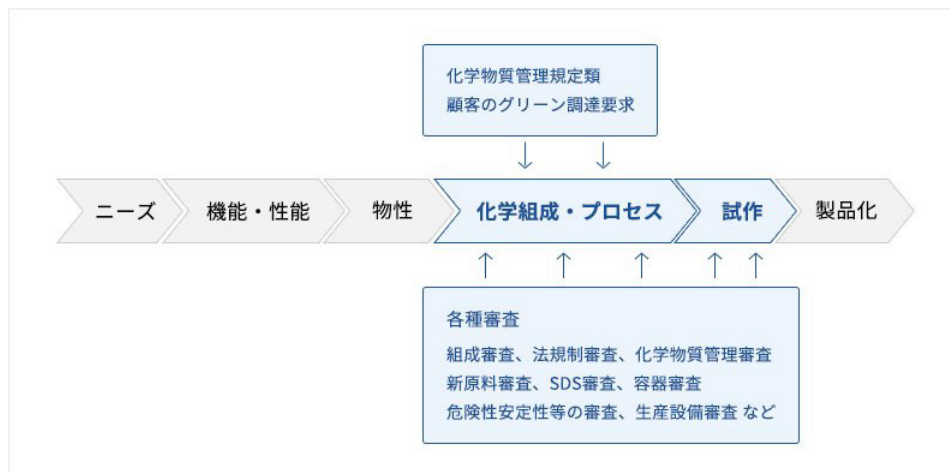 化学物質管理規定類
顧客のグリーン調達要求
ニーズ
機能・性能
物性
化学組成・プロセス
試作
製品化
各種審査
組成審査、法規制審査、化学物質管理審査
新原料審査、SDS審査、容器審査
危険性安定性等の審査、生産設備審査 など